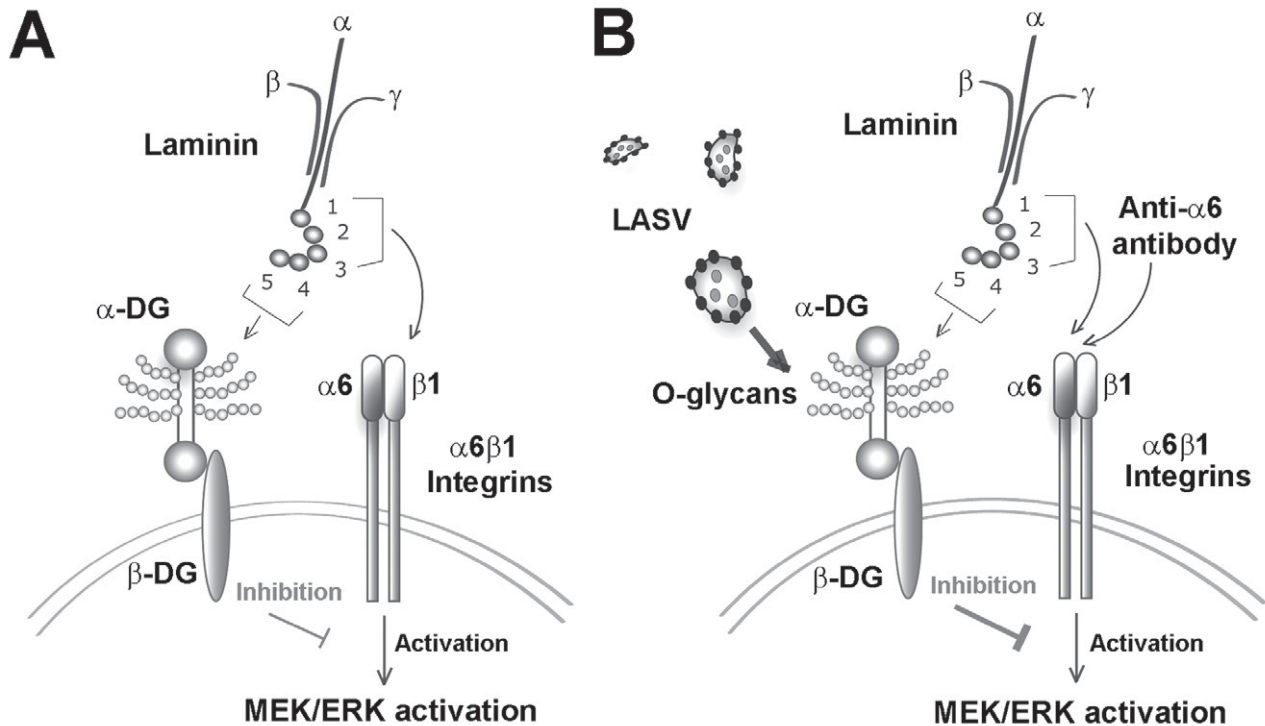 A
α
β
γ
Laminin
1
2
3
4
5
α-DG
α6
β1
α6β1
Integrins
β-DG
Inhibition
Activation
MEK/ERK activation
B
α
β
γ
Laminin
LASV
1
2
3
4
5
Anti-α6
antibody
α-DG
O-glycans
α6
β1
α6β1
Integrins
β-DG
Inhibition
Activation
MEK/ERK activation